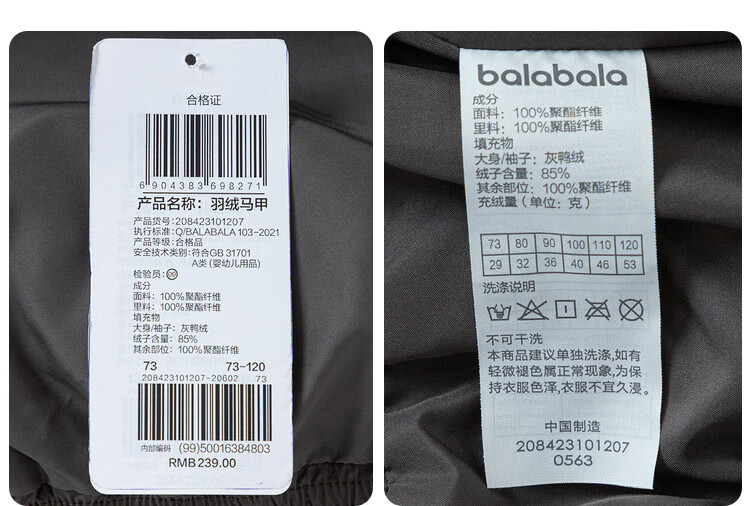 合格证
6 904383 698271
产品名称：羽绒马甲
产品货号：208423101207
执行标准：Q/BALABALA 103-2021
产品等级：合格品
安全技术类别：符合GB 31701
A类（婴幼儿用品）
检验员：09
成分
面料：100%聚酯纤维
里料：100%聚酯纤维
填充物
大身/袖子：灰鸭绒
绒子含量：85%
其余部位：100%聚酯纤维
73 73-120
208423101207-20602 73
内部编码 (99)50016384803
RMB239.00
balabala
成分
面料：100%聚酯纤维
里料：100%聚酯纤维
填充物
大身/袖子：灰鸭绒
绒子含量：85%
其余部位：100%聚酯纤维
充绒量（单位：克）
73 80 90 100 110 120
29 32 36 40 46 53
洗涤说明
不可干洗
本商品建议单独洗涤，如有
轻微褪色属正常现象，为保
持衣服色泽，衣服不宜久浸。
中国制造
208423101207
0563